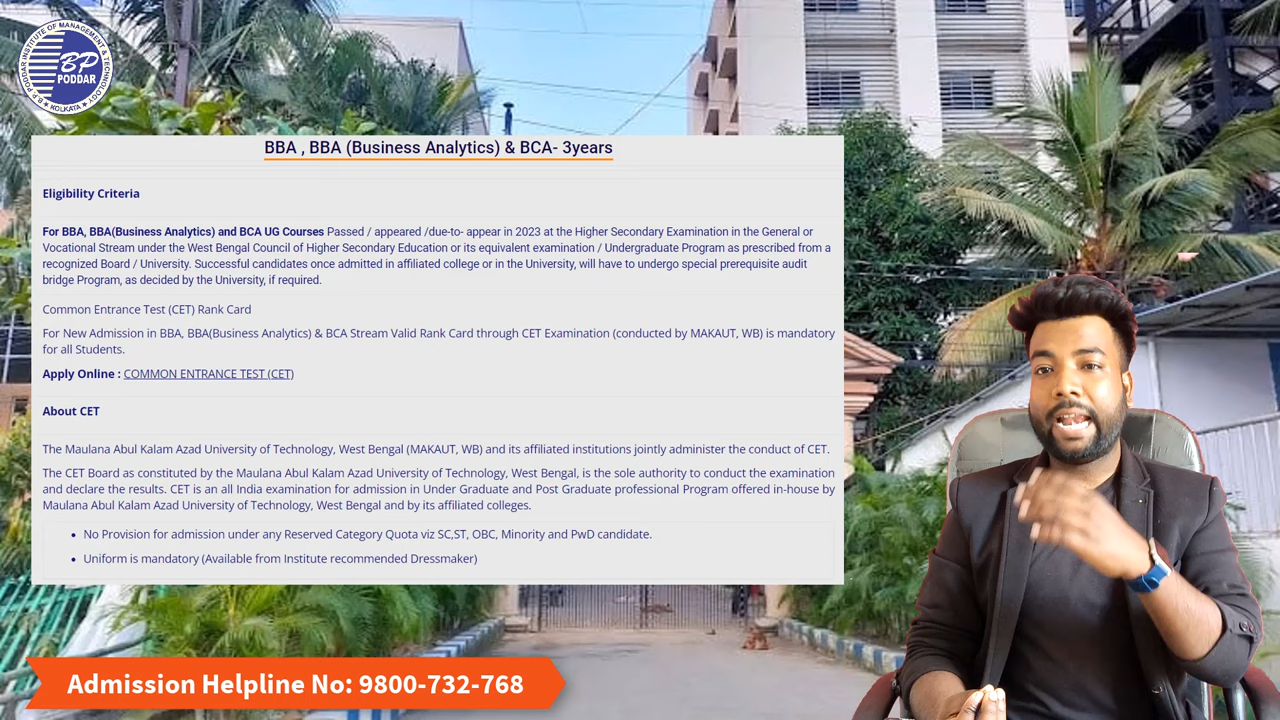 B.P. PODDAR INSTITUTE OF MANAGEMENT & TECHNOLOGY
BP
PODDAR
KOLKATA
BBA , BBA (Business Analytics) & BCA- 3years
Eligibility Criteria
For BBA, BBA(Business Analytics) and BCA UG Courses Passed / appeared /due-to- appear in 2023 at the Higher Secondary Examination in the General or
Vocational Stream under the West Bengal Council of Higher Secondary Education or its equivalent examination / Undergraduate Program as prescribed from a
recognized Board / University. Successful candidates once admitted in affiliated college or in the University, will have to undergo special prerequisite audit
bridge Program, as decided by the University, if required.
Common Entrance Test (CET) Rank Card
For New Admission in BBA, BBA(Business Analytics) & BCA Stream Valid Rank Card through CET Examination (conducted by MAKAUT, WB) is mandatory
for all Students.
Apply Online : COMMON ENTRANCE TEST (CET)
About CET
The Maulana Abul Kalam Azad University of Technology, West Bengal (MAKAUT, WB) and its affiliated institutions jointly administer the conduct of CET.
The CET Board as constituted by the Maulana Abul Kalam Azad University of Technology, West Bengal, is the sole authority to conduct the examination
and declare the results. CET is an all India examination for admission in Under Graduate and Post Graduate professional Program offered in-house by
Maulana Abul Kalam Azad University of Technology, West Bengal and by its affiliated colleges.
• No Provision for admission under any Reserved Category Quota viz SC,ST, OBC, Minority and PwD candidate.
• Uniform is mandatory (Available from Institute recommended Dressmaker)
Admission Helpline No: 9800-732-768